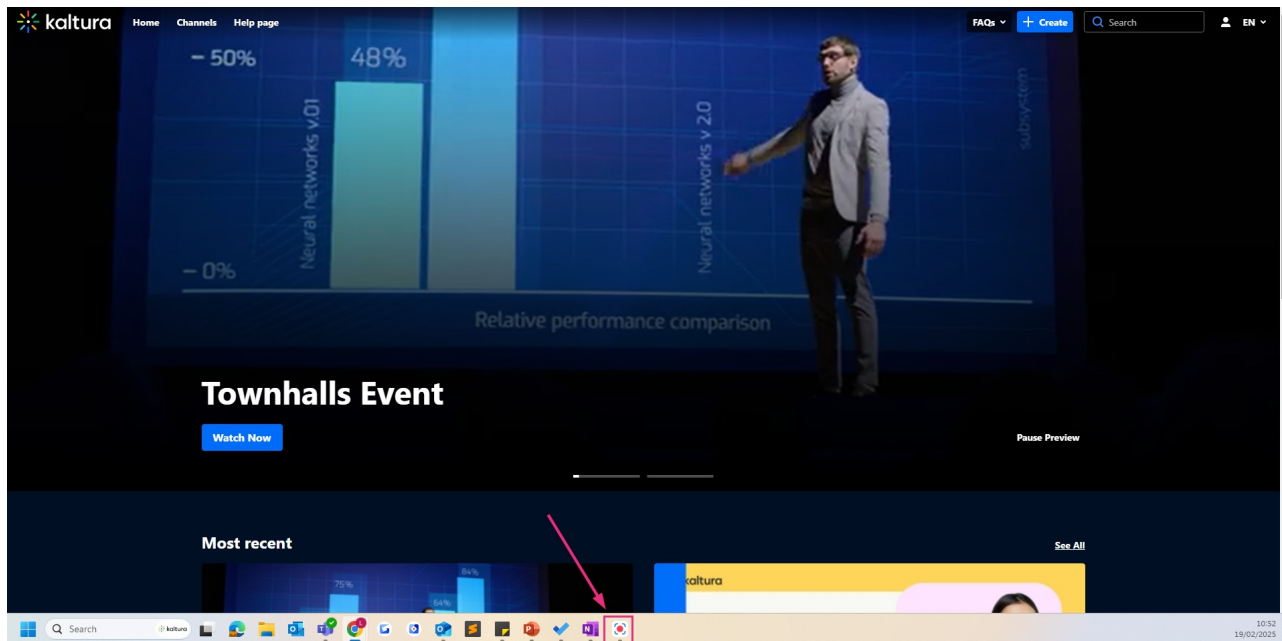 kaltura Home Channels Help page FAQs + Create Search EN
– 50%
48%
Neural networks v.01
Neural networks v 2.0
subsystem
– 0%
Relative performance comparison
Townhalls Event
Watch Now
Pause Preview
Most recent
See All
75%
64%
84%
kaltura
Search
kaltura
10:52
19/02/2025